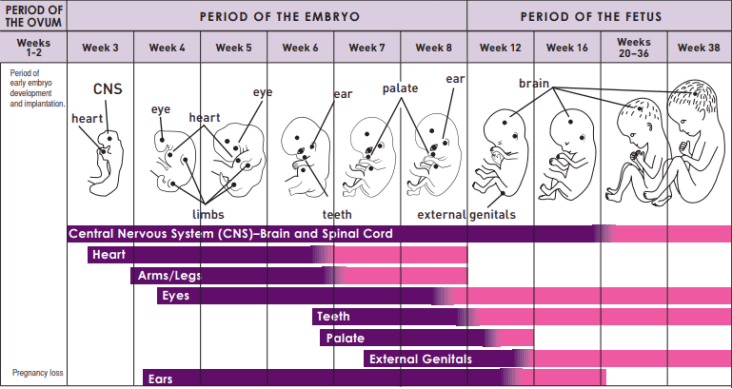 PERIOD OF THE OVUM
PERIOD OF THE EMBRYO
PERIOD OF THE FETUS
Weeks 1-2
Week 3
Week 4
Week 5
Week 6
Week 7
Week 8
Week 12
Week 16
Weeks 20–36
Week 38
Period of
early embryo
development
and implantation.
CNS
heart
eye
heart
limbs
eye
ear
teeth
palate
ear
external genitals
brain
Central Nervous System (CNS)–Brain and Spinal Cord
Heart
Arms/Legs
Eyes
Teeth
Palate
External Genitals
Pregnancy loss
Ears